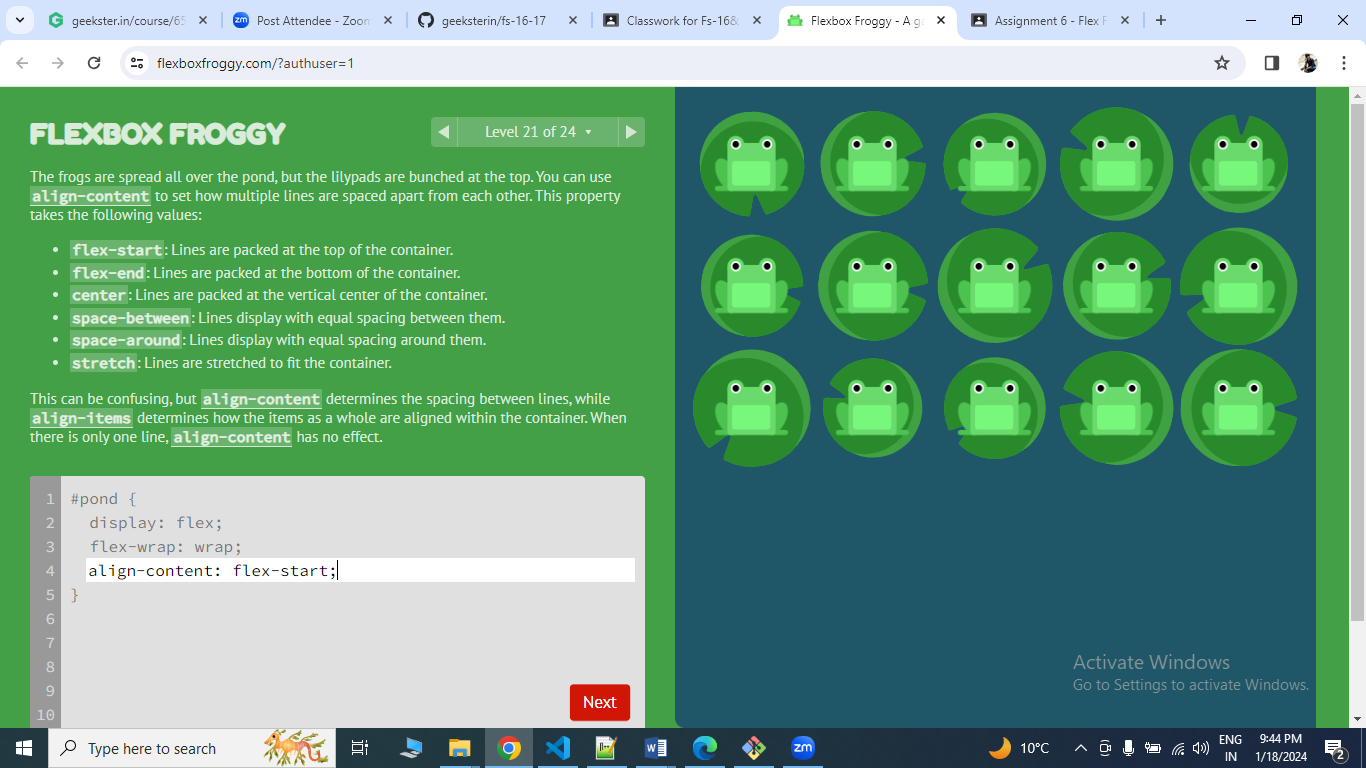 geekster.in/course/65
Post Attendee - Zoom
geeksterin/fs-16-17
Classwork for Fs-16&
Flexbox Froggy - A g
Assignment 6 - Flex F
flexboxfroggy.com/?authuser=1
FLEXBOX FROGGY
Level 21 of 24
The frogs are spread all over the pond, but the lilypads are bunched at the top. You can use
align-content to set how multiple lines are spaced apart from each other. This property
takes the following values:
• flex-start: Lines are packed at the top of the container.
• flex-end: Lines are packed at the bottom of the container.
• center: Lines are packed at the vertical center of the container.
• space-between: Lines display with equal spacing between them.
• space-around: Lines display with equal spacing around them.
• stretch: Lines are stretched to fit the container.
This can be confusing, but align-content determines the spacing between lines, while
align-items determines how the items as a whole are aligned within the container. When
there is only one line, align-content has no effect.
1 #pond {
2 display: flex;
3 flex-wrap: wrap;
4 align-content: flex-start;
5 }
6
7
8
9
10
Next
Activate Windows
Go to Settings to activate Windows.
Type here to search
zm
10°C
ENG
IN
9:44 PM
1/18/2024
2